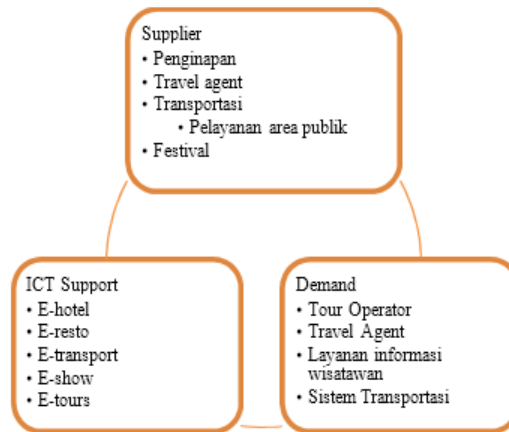 Supplier
• Penginapan
• Travel agent
• Transportasi
• Pelayanan area publik
• Festival
ICT Support
• E-hotel
• E-resto
• E-transport
• E-show
• E-tours
Demand
• Tour Operator
• Travel Agent
• Layanan informasi
wisatawan
• Sistem Transportasi